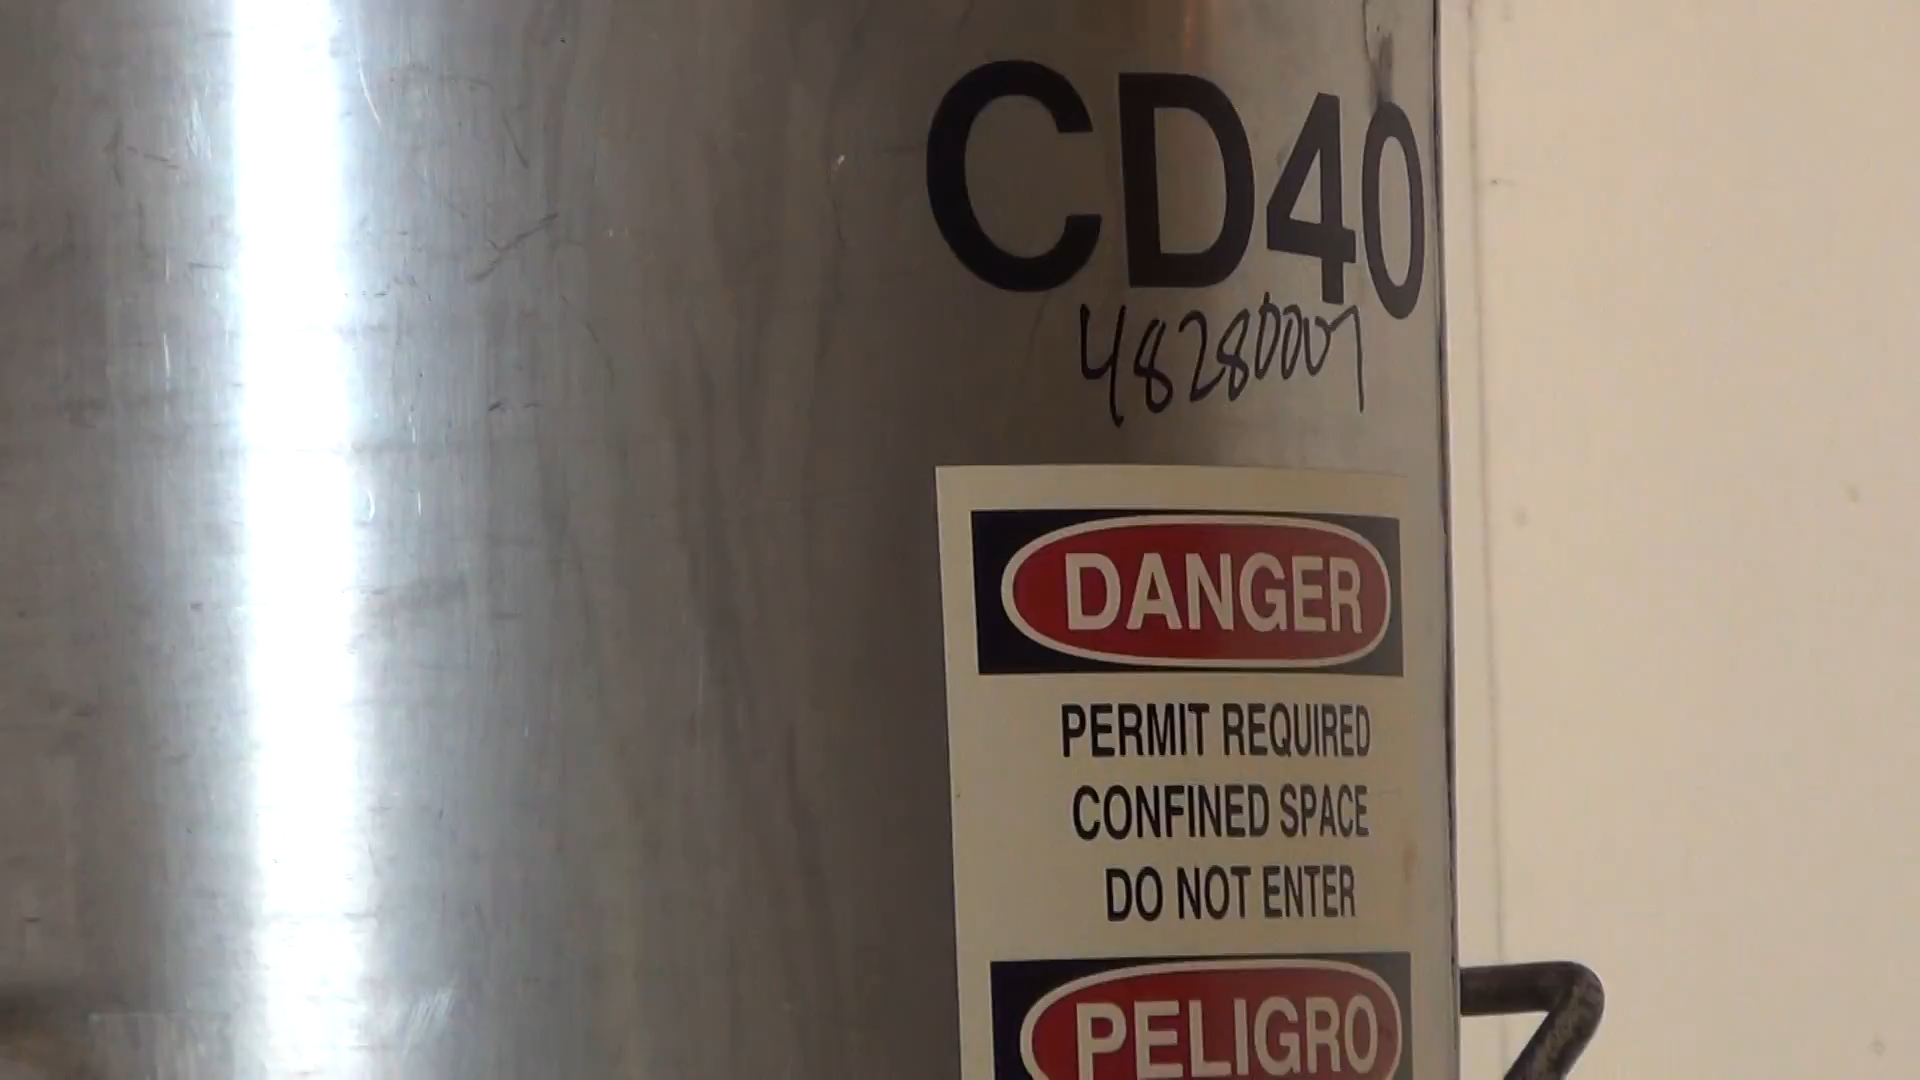 CD40
48280007
DANGER
PERMIT REQUIRED
CONFINED SPACE
DO NOT ENTER
PELIGRO